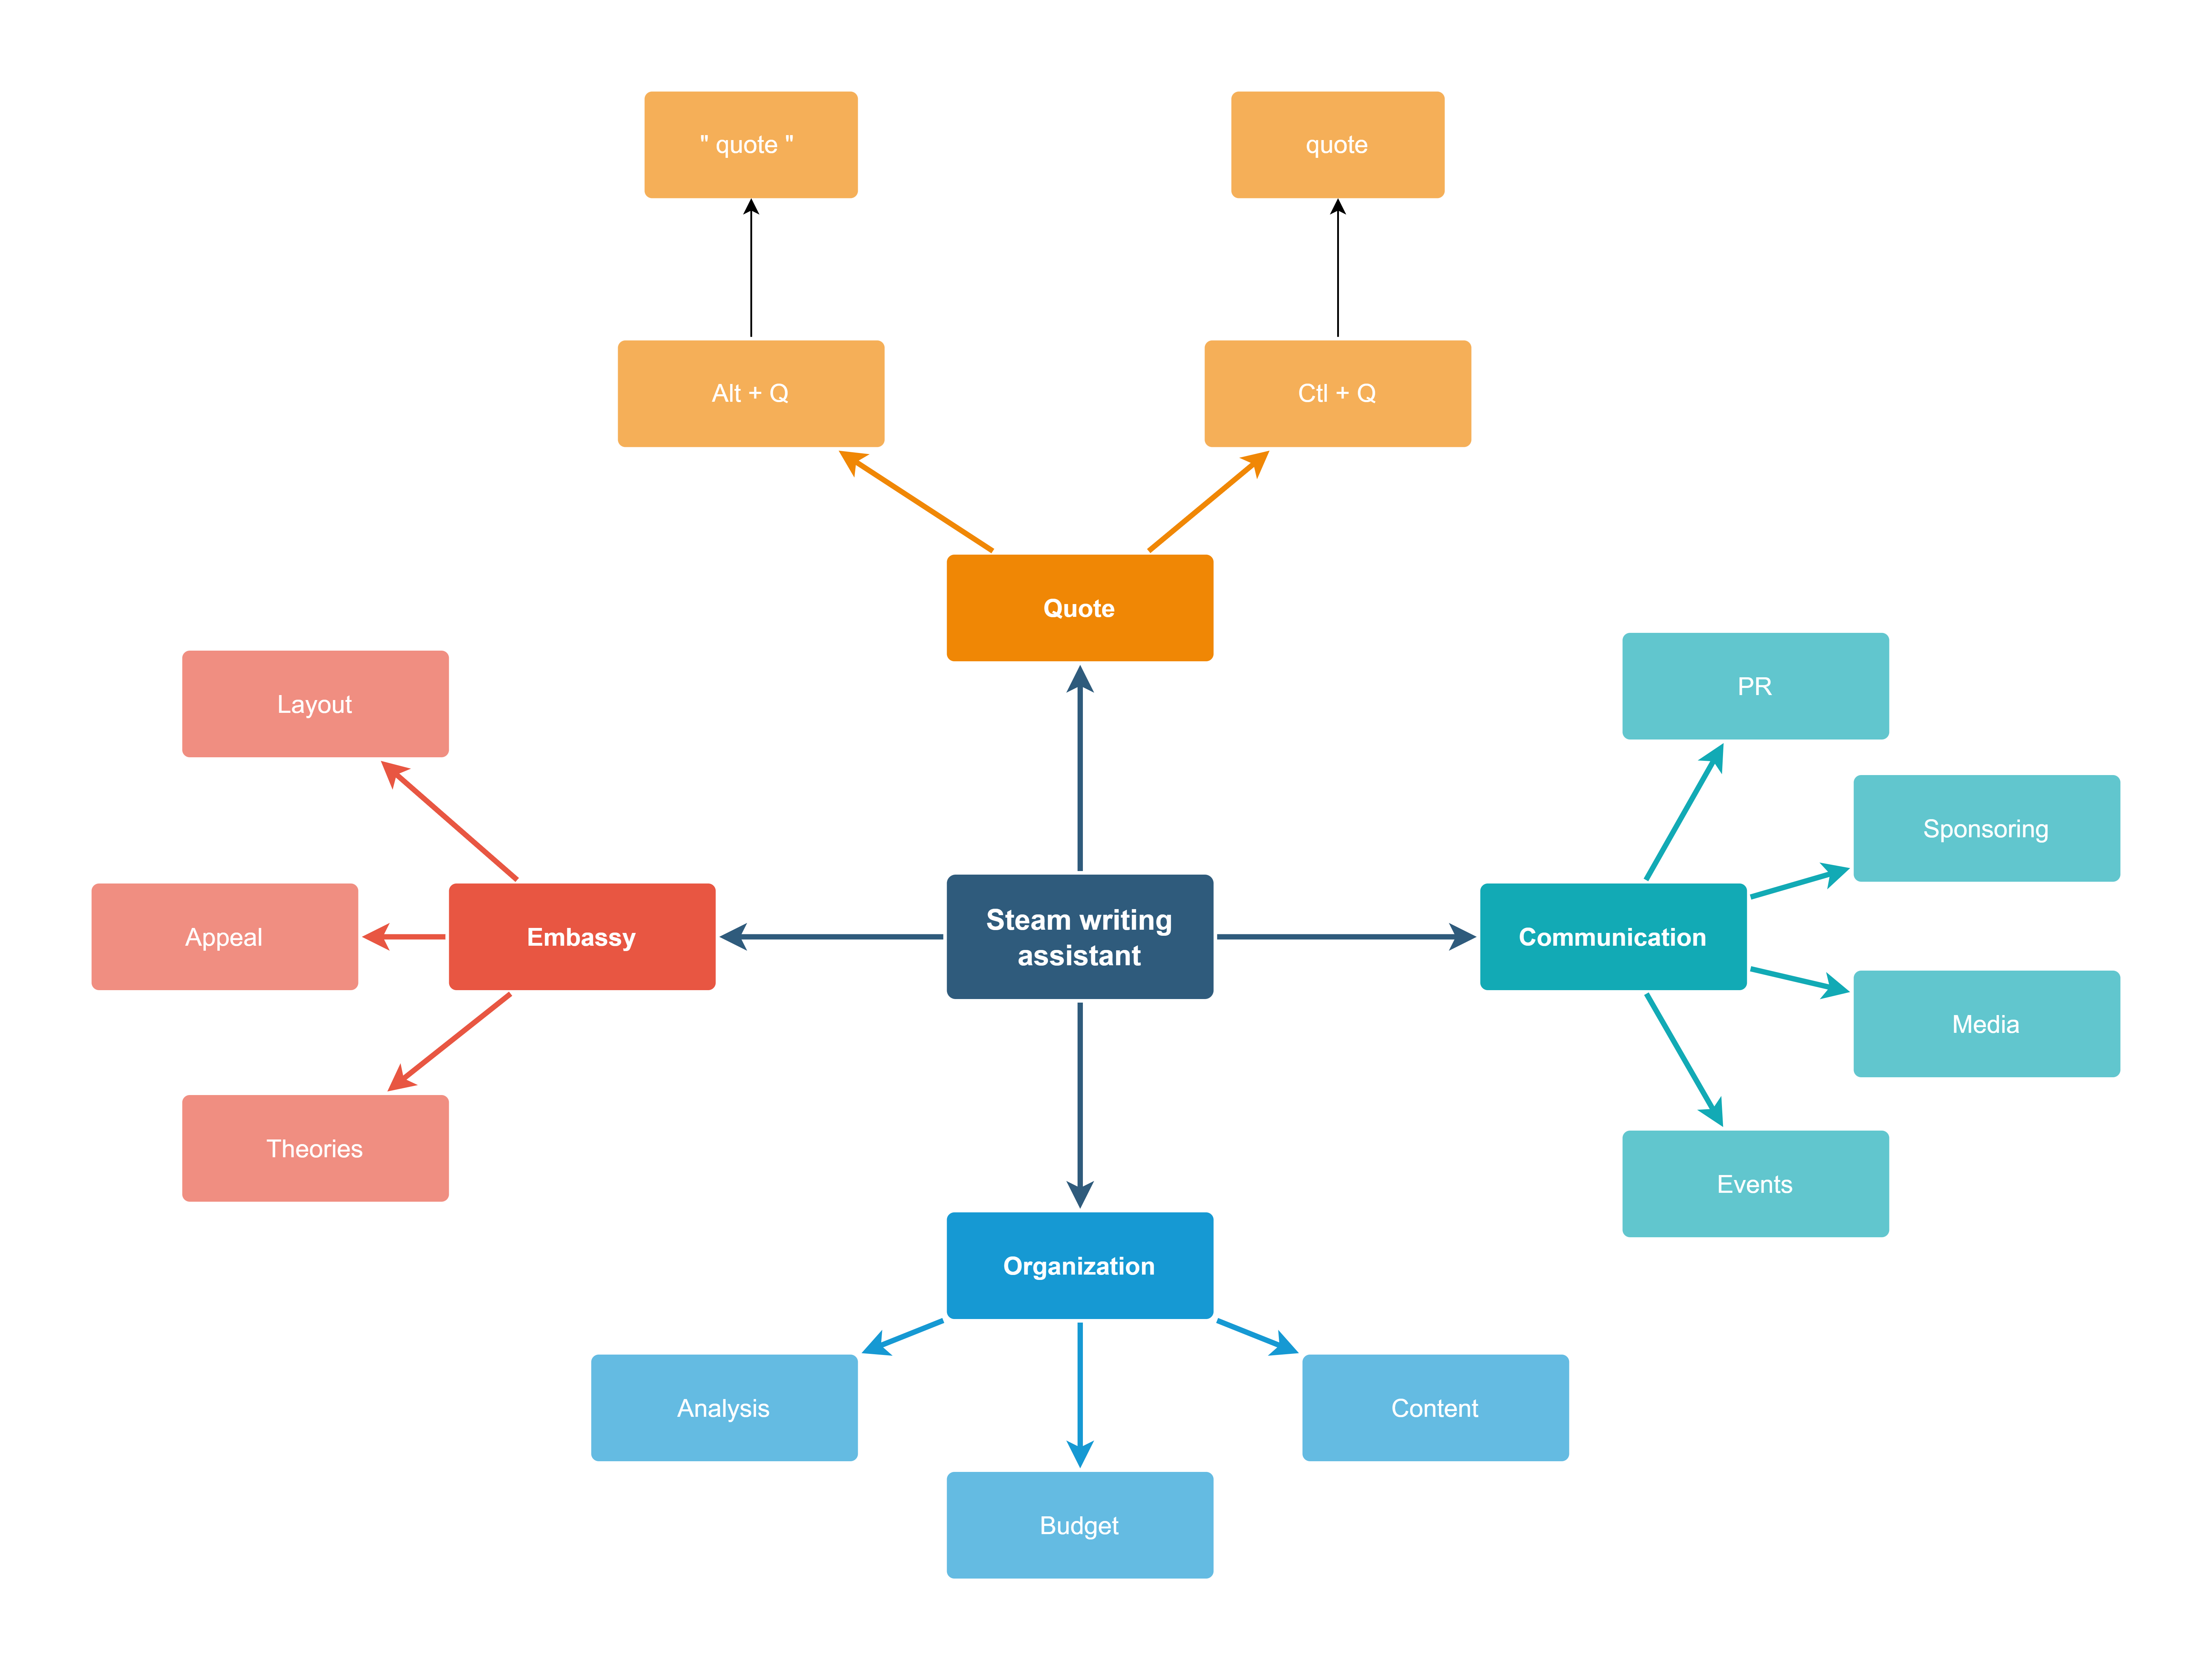 " quote "
quote
Alt + Q
Ctl + Q
Quote
PR
Layout
Sponsoring
Steam writing
assistant
Embassy
Appeal
Communication
Media
Theories
Events
Organization
Analysis
Content
Budget